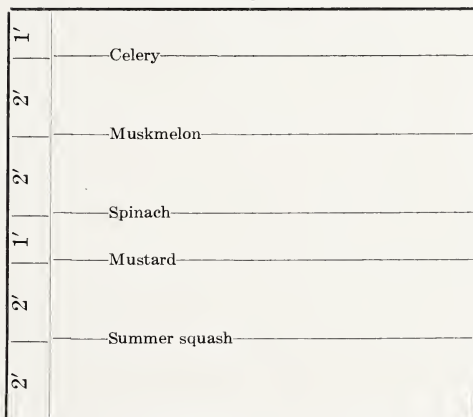 1'
Celery
2'
Muskmelon
2'
Spinach
1'
Mustard
2'
Summer squash
2'